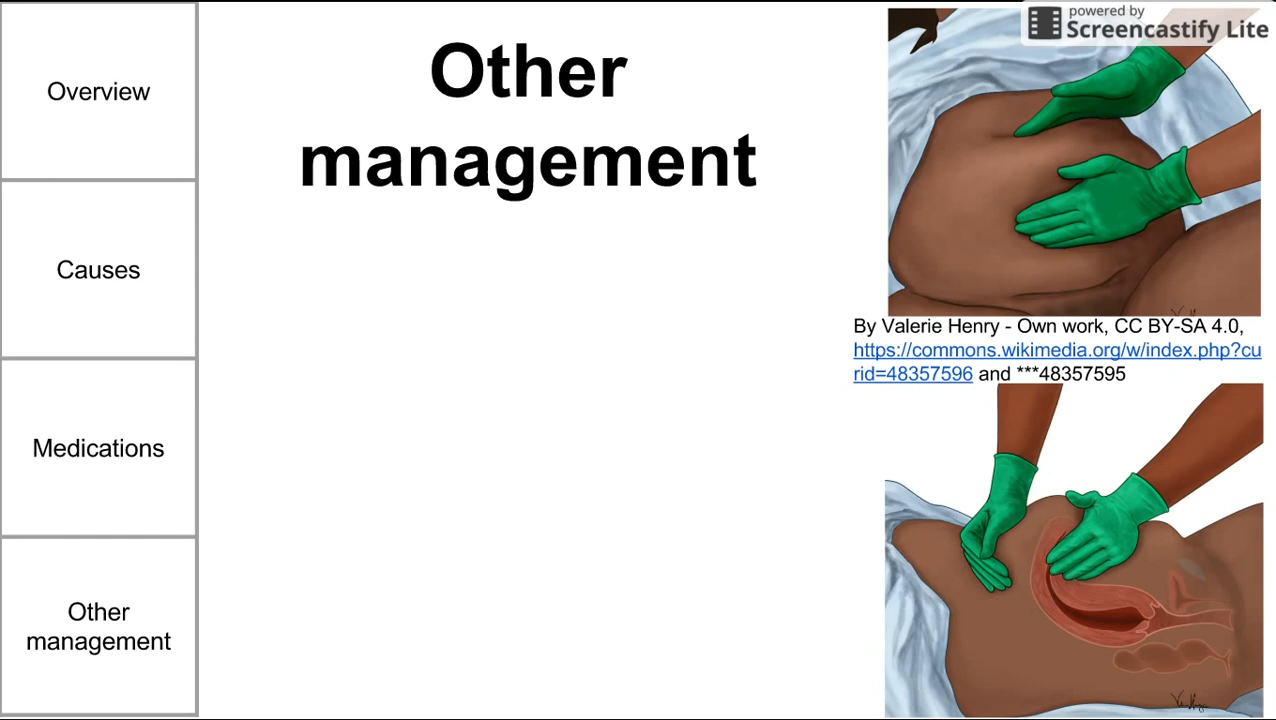 powered by
Screencastify Lite
Overview
Causes
Medications
Other
management
Other
management
By Valerie Henry - Own work, CC BY-SA 4.0,
https://commons.wikimedia.org/w/index.php?cu
rid=48357596 and ***48357595